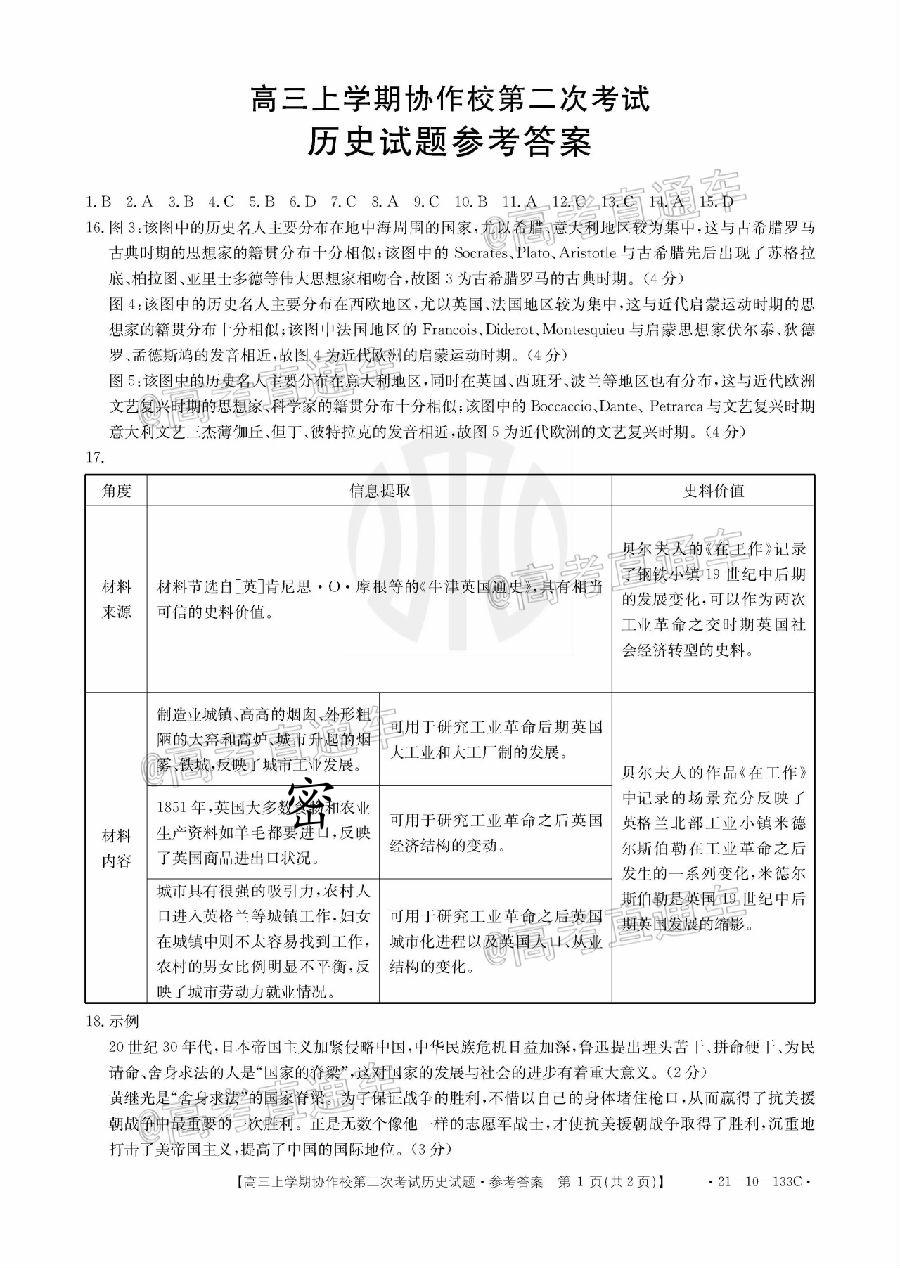 高三上学期协作校第二次考试
历史试题参考答案
1.B 2.A 3.B 4.C 5.B 6.D 7.C 8.A 9.C 10.B 11.A 12.C 13.C 14.A 15.D
16.图3:该图中的历史名人主要分布在地中海周围的国家,尤以希腊、意大利地区较为集中,这与古希腊罗马
古典时期的思想家的籍贯分布十分相似;该图中的 Socrates、Plato、Aristotle 与古希腊先后出现了苏格拉
底、柏拉图、亚里士多德等伟大思想家相吻合,故图3为古希腊罗马的古典时期。(4分)
图4:该图中的历史名人主要分布在西欧地区,尤以英国、法国地区较为集中,这与近代启蒙运动时期的思
想家的籍贯分布十分相似;该图中法国地区的 Francois、Diderot、Montesquieu 与启蒙思想家伏尔泰、狄德
罗、孟德斯鸠的发音相近,故图4为近代欧洲的启蒙运动时期。(4分)
图5:该图中的历史名人主要分布在意大利地区,同时在英国、西班牙、波兰等地区也有分布,这与近代欧洲
文艺复兴时期的思想家、科学家的籍贯分布十分相似;该图中的 Boccaccio、Dante、Petrarca 与文艺复兴时期
意大利文艺三杰薄伽丘、但丁、彼特拉克的发音相近,故图5为近代欧洲的文艺复兴时期。(4分)
17.
角度 信息提取 史料价值
材料
来源
材料节选自[英]肯尼思·O·摩根等的《牛津英国通史》,具有相当
可信的史料价值。
贝尔夫人的《在工作》记录
了钢铁小镇19世纪中后期
的发展变化,可以作为两次
工业革命之交时期英国社
会经济转型的史料。
材料
内容
制造业城镇、高高的烟囱、外形粗
陋的大窑和高炉、城市升起的烟
雾、铁城,反映了城市工业发展。
可用于研究工业革命后期英国
大工业和大工厂制的发展。
1851年,英国大多数食物和农业
生产资料如羊毛都要进口,反映
了英国商品进出口状况。
可用于研究工业革命之后英国
经济结构的变动。
城市具有很强的吸引力,农村人
口进入英格兰等城镇工作,妇女
在城镇中则不太容易找到工作,
农村的男女比例明显不平衡,反
映了城市劳动力就业情况。
可用于研究工业革命之后英国
城市化进程以及英国人口、从业
结构的变化。
贝尔夫人的作品《在工作》
中记录的场景充分反映了
英格兰北部工业小镇米德
尔斯伯勒在工业革命之后
发生的一系列变化,米德尔
斯伯勒是英国19世纪中后
期英国发展的缩影。
密
18.示例
20世纪30年代,日本帝国主义加紧侵略中国,中华民族危机日益加深,鲁迅提出埋头苦干、拼命硬干、为民
请命、舍身求法的人是“国家的脊梁”,这对国家的发展与社会的进步有着重大意义。(2分)
黄继光是“舍身求法”的国家脊梁。为了保证战争的胜利,不惜以自己的身体堵住枪口,从而赢得了抗美援
朝战争中最重要的一次胜利。正是无数个像他一样的志愿军战士,才使抗美援朝战争取得了胜利,沉重地
打击了美帝国主义,提高了中国的国际地位。(3分)
【高三上学期协作校第二次考试历史试题·参考答案 第1页(共2页)】 ·21-10-133C·
@高考直通车
@高考直通车
@高考直通车
@高考直通车
@高考直通车
@高考直通车